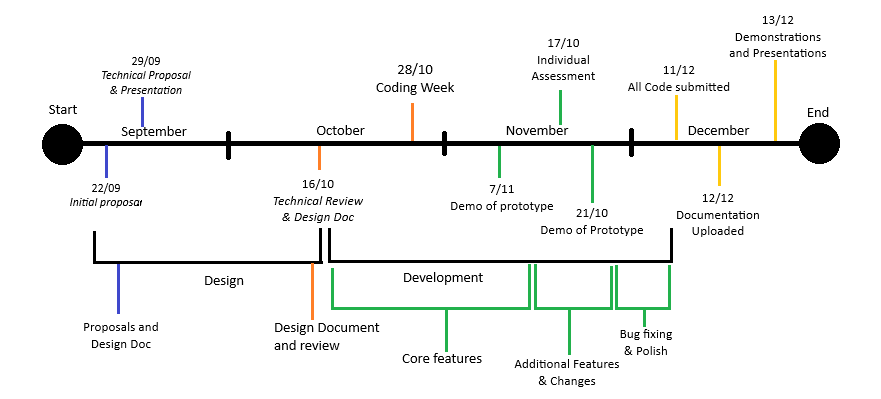 13/12
Demonstrations
and Presentations
17/10
Individual
Assessment
29/09
Technical Proposal
& Presentation
28/10
Coding Week
11/12
All Code submitted
Start
End
September
October
November
December
22/09
Initial proposar
16/10
Technical Review
& Design Doc
7/11
Demo of prototype
21/10
Demo of Prototype
12/12
Documentation
Uploaded
Design
Development
Proposals and
Design Doc
Design Document
and review
Core features
Additional Features
& Changes
Bug fixing
& Polish